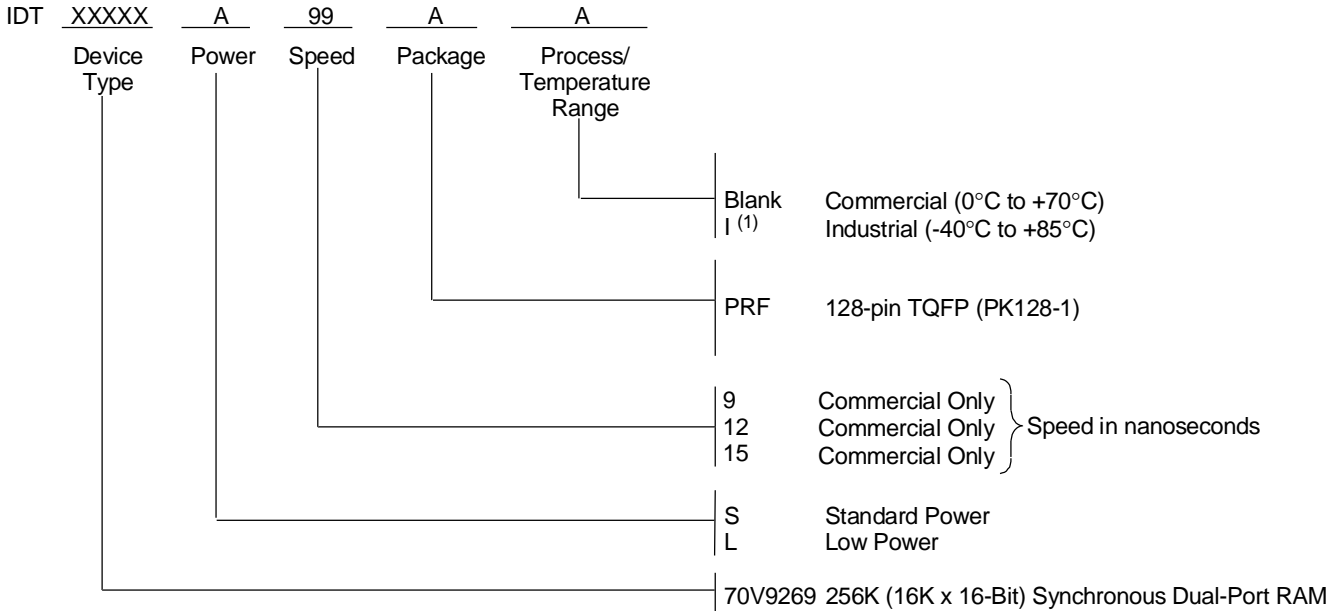 IDT XXXXX A 99 A A
Device Type Power Speed Package Process/ Temperature Range
Blank Commercial (0°C to +70°C)
I (1) Industrial (-40°C to +85°C)
PRF 128-pin TQFP (PK128-1)
9 Commercial Only
12 Commercial Only Speed in nanoseconds
15 Commercial Only
S Standard Power
L Low Power
70V9269 256K (16K x 16-Bit) Synchronous Dual-Port RAM